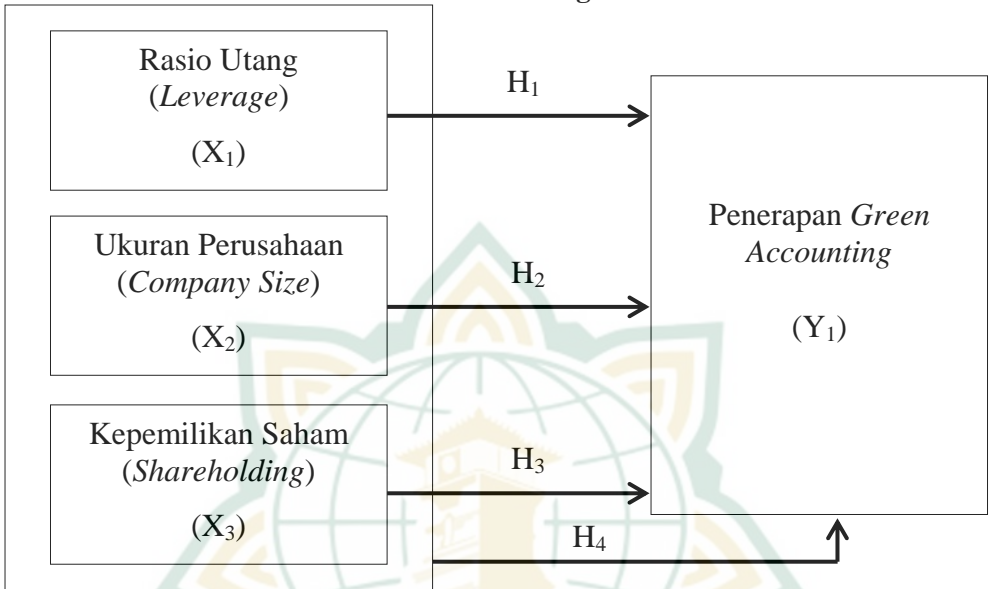 Rasio Utang
(Leverage)
(X₁)
H₁
Ukuran Perusahaan
(Company Size)
(X₂)
H₂
Kepemilikan Saham
(Shareholding)
(X₃)
H₃
H₄
Penerapan Green
Accounting
(Y₁)